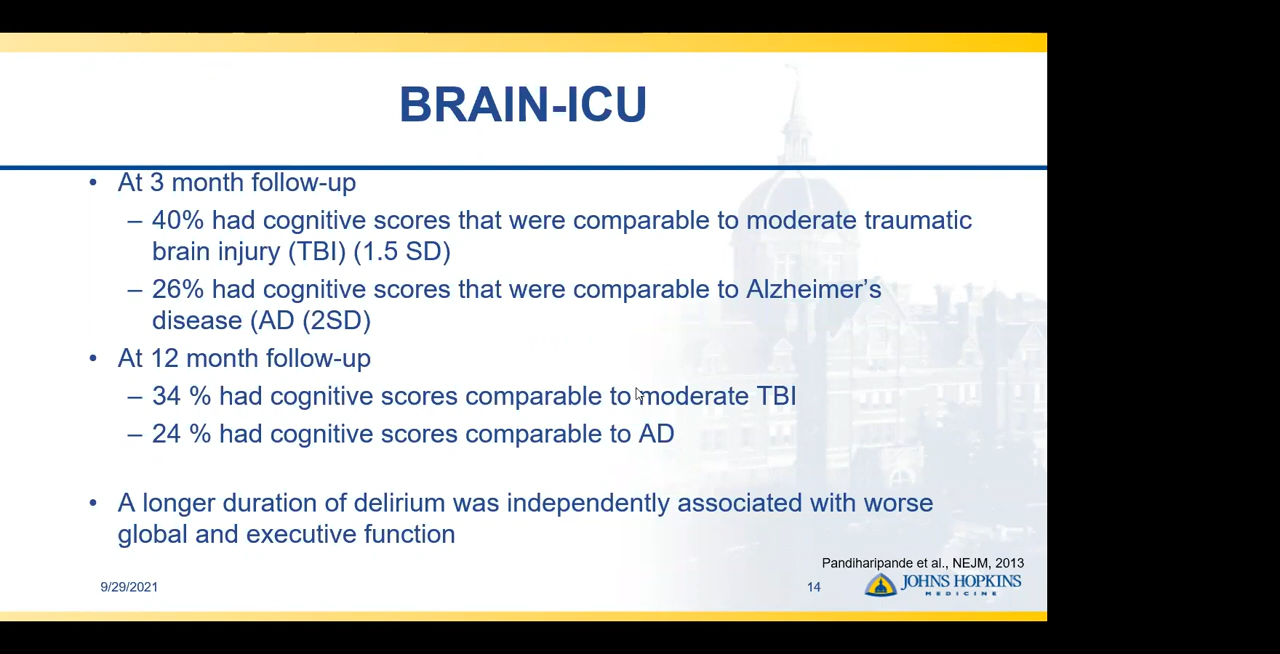 BRAIN-ICU
• At 3 month follow-up
– 40% had cognitive scores that were comparable to moderate traumatic
brain injury (TBI) (1.5 SD)
– 26% had cognitive scores that were comparable to Alzheimer’s
disease (AD (2SD)
• At 12 month follow-up
– 34 % had cognitive scores comparable to moderate TBI
– 24 % had cognitive scores comparable to AD
• A longer duration of delirium was independently associated with worse
global and executive function
Pandiharipande et al., NEJM, 2013
9/29/2021
14
JOHNS HOPKINS
MEDICINE